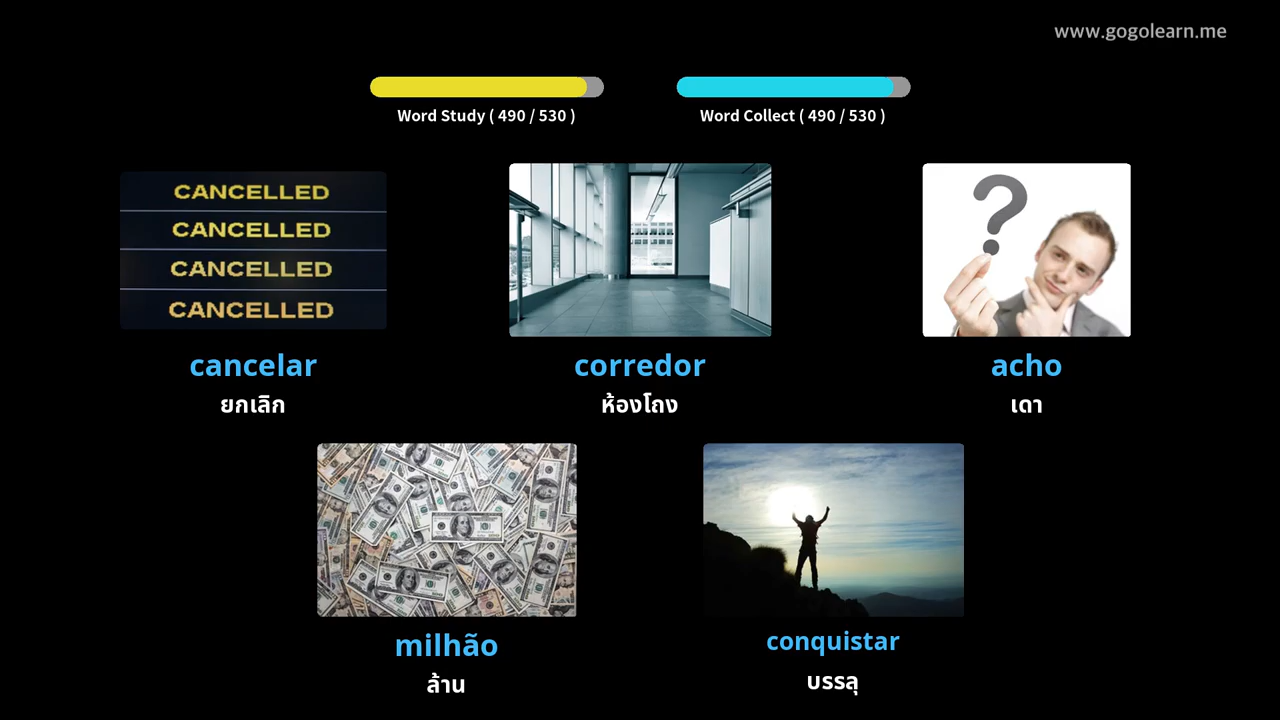 www.gogolearn.me
Word Study ( 490 / 530 )
Word Collect ( 490 / 530 )
CANCELLED
CANCELLED
CANCELLED
CANCELLED
cancelar
corredor
acho
ยกเลิก
ห้องโถง
เดา
?
milhão
conquistar
ล้าน
บรรลุ